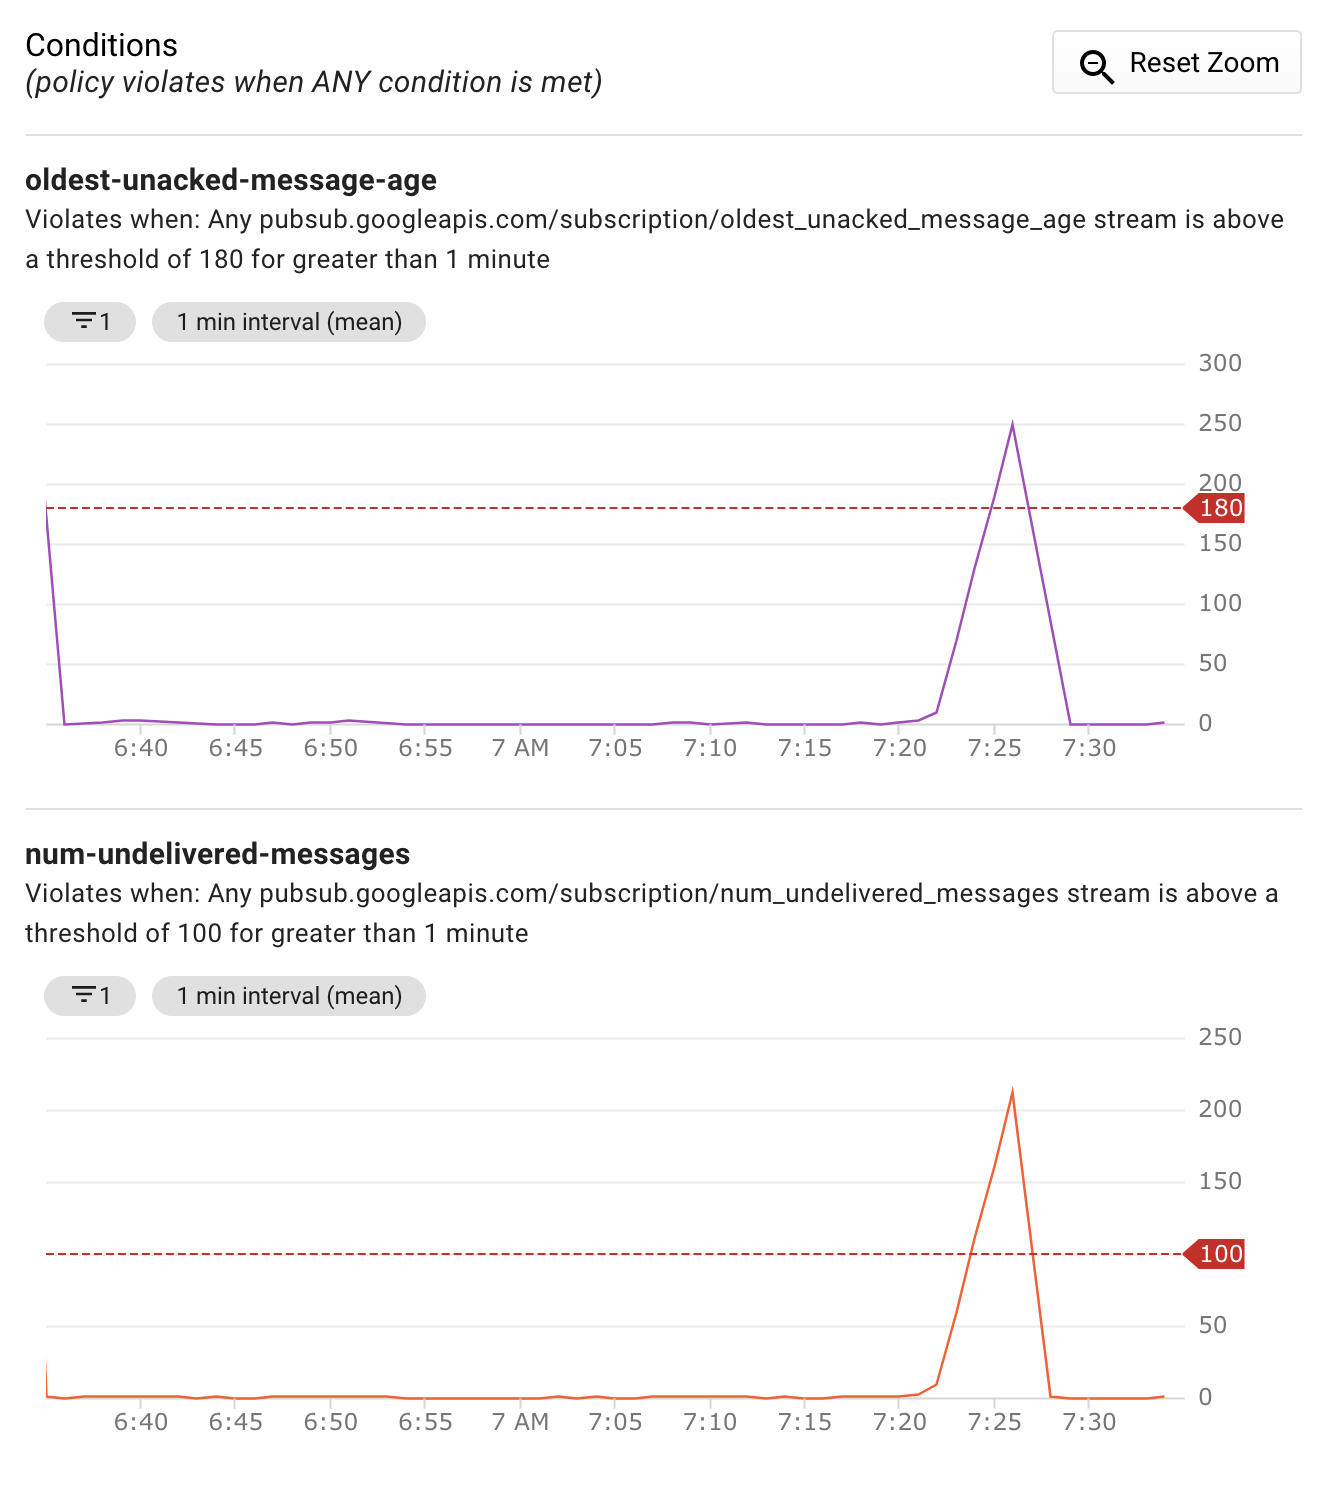 Conditions
Reset Zoom
(policy violates when ANY condition is met)
oldest-unacked-message-age
Violates when: Any pubsub.googleapis.com/subscription/oldest_unacked_message_age stream is above
a threshold of 180 for greater than 1 minute
1
1 min interval (mean)
300
250
200
180
150
100
50
0
6:40 6:45 6:50 6:55 7 AM 7:05 7:10 7:15 7:20 7:25 7:30
num-undelivered-messages
Violates when: Any pubsub.googleapis.com/subscription/num_undelivered_messages stream is above a
threshold of 100 for greater than 1 minute
1
1 min interval (mean)
250
200
150
100
50
0
6:40 6:45 6:50 6:55 7 AM 7:05 7:10 7:15 7:20 7:25 7:30